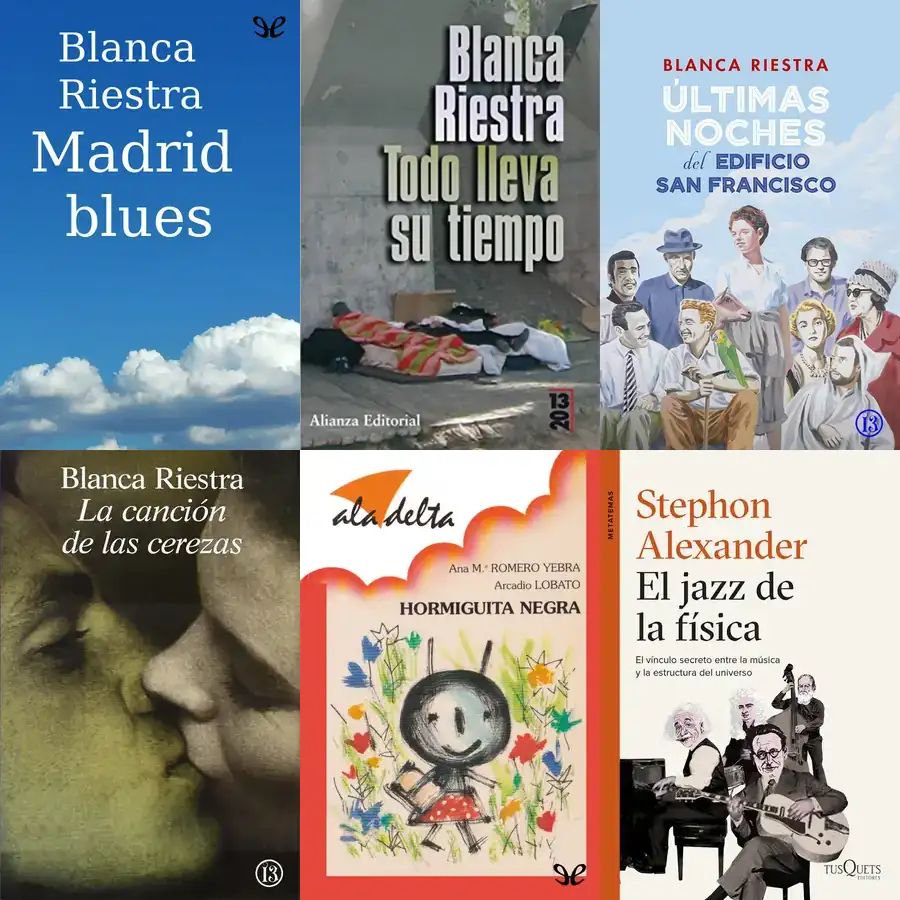 Blanca
Riestra
Madrid
blues
Blanca
Riestra
Todo lleva
su tiempo
Alianza Editorial
13
20
BLANCA RIESTRA
ÚLTIMAS
NOCHES
del EDIFICIO
SAN FRANCISCO
13
Blanca Riestra
La canción
de las cerezas
13
ala delta
Ana M.ª ROMERO YEBRA
Arcadio LOBATO
HORMIGUITA NEGRA
METATEMAS
Stephon
Alexander
El jazz de
la física
El vínculo secreto entre la música
y la estructura del universo
TUSQUETS
EDITORES